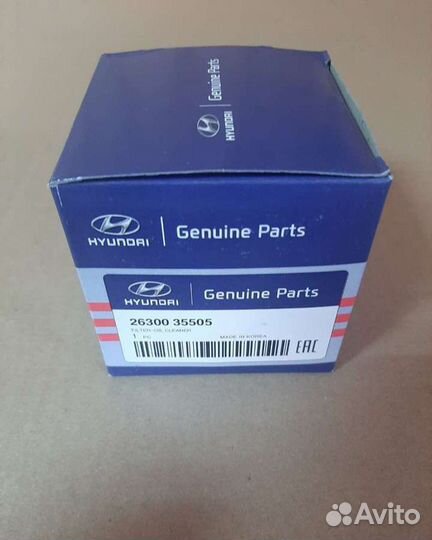 HYUNDAI | Genuine Parts
HYUNDAI | Genuine Parts
HYUNDAI | Genuine Parts
26300 35505
FILTER-OIL CLEANER
1 PC MADE IN KOREA
EAC
Avito